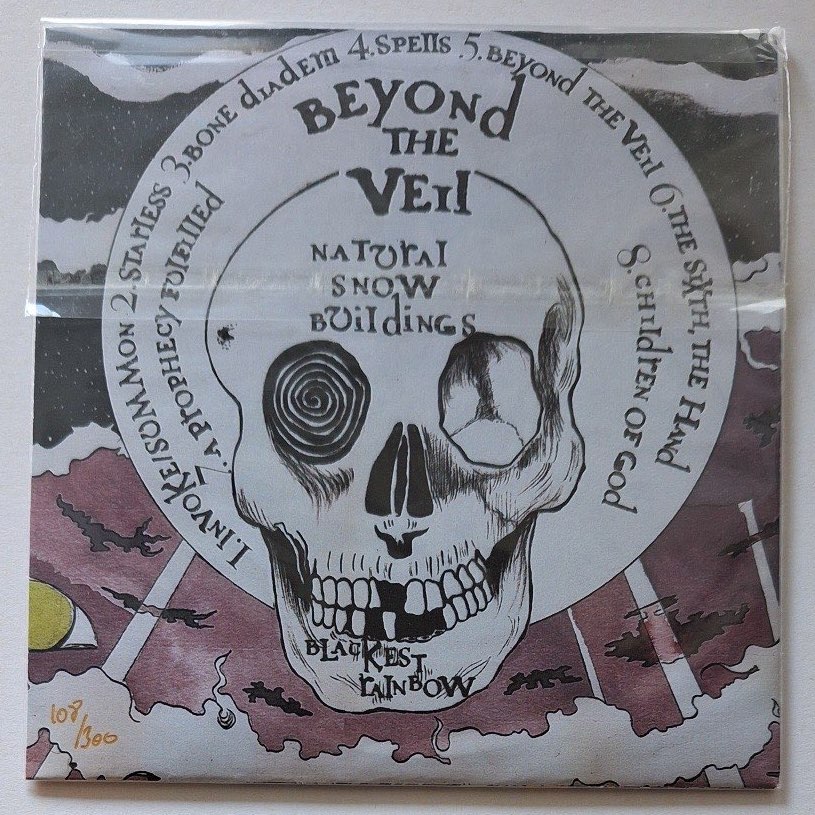 1.INVOKE/SUMMON 2.STARLESS 3.BONE DIADEM 4.SPELLS 5.BEYOND THE VEIL 6.THE SIXTH, THE HAND
7.A PROPHECY FULFILLED
8.CHILDREN OF GOD
BEYOND
THE
VEIL
NATURAL
SNOW
BUILDINGS
BLACKEST
RAINBOW
108
/300